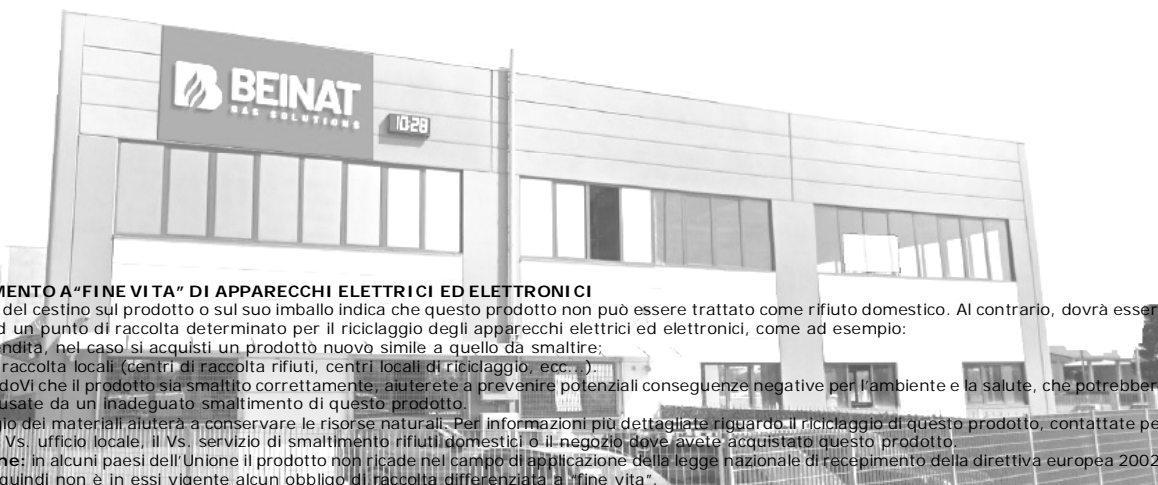 BEINAT
GAS SOLUTIONS
10:28
MENTO A “FINE VITA” DI APPARECCHI ELETTRICI ED ELETTRONICI
del cestino sul prodotto o sul suo imballo indica che questo prodotto non può essere trattato come rifiuto domestico. Al contrario, dovrà esser
d un punto di raccolta determinato per il riciclaggio degli apparecchi elettrici ed elettronici, come ad esempio:
endita, nel caso si acquisti un prodotto nuovo simile a quello da smaltire;
raccolta locali (centri di raccolta rifiuti, centri locali di riciclaggio, ecc...).
doVi che il prodotto sia smaltito correttamente, aiuterete a prevenire potenziali conseguenze negative per l’ambiente e la salute, che potrebber
usate da un inadeguato smaltimento di questo prodotto.
gio dei materiali aiuterà a conservare le risorse naturali. Per informazioni più dettagliate riguardo il riciclaggio di questo prodotto, contattate pe
Vs. ufficio locale, il Vs. servizio di smaltimento rifiuti domestici o il negozio dove avete acquistato questo prodotto.
ne: in alcuni paesi dell’Unione il prodotto non ricade nel campo di applicazione della legge nazionale di recepimento della direttiva europea 2002
quindi non è in essi vigente alcun obbligo di raccolta differenziata a “fine vita”.